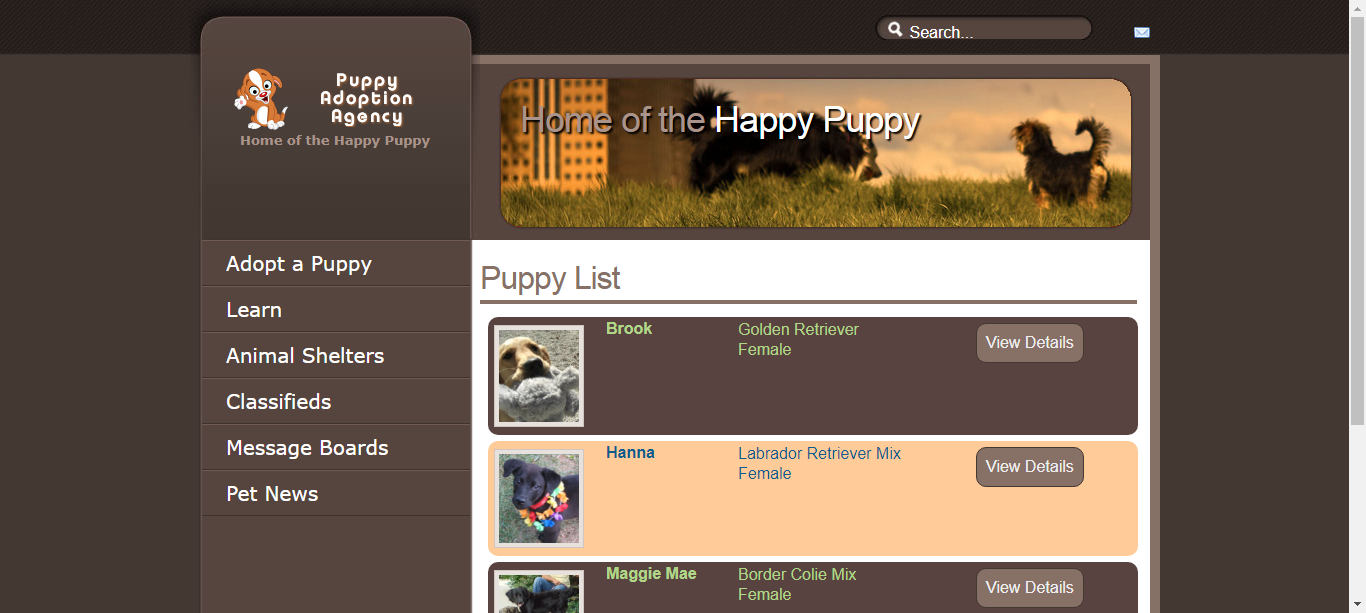 Search...
Puppy
Adoption
Agency
Home of the Happy Puppy
Home of the Happy Puppy
Adopt a Puppy
Learn
Animal Shelters
Classifieds
Message Boards
Pet News
Puppy List
Brook
Golden Retriever
Female
View Details
Hanna
Labrador Retriever Mix
Female
View Details
Maggie Mae
Border Colie Mix
Female
View Details